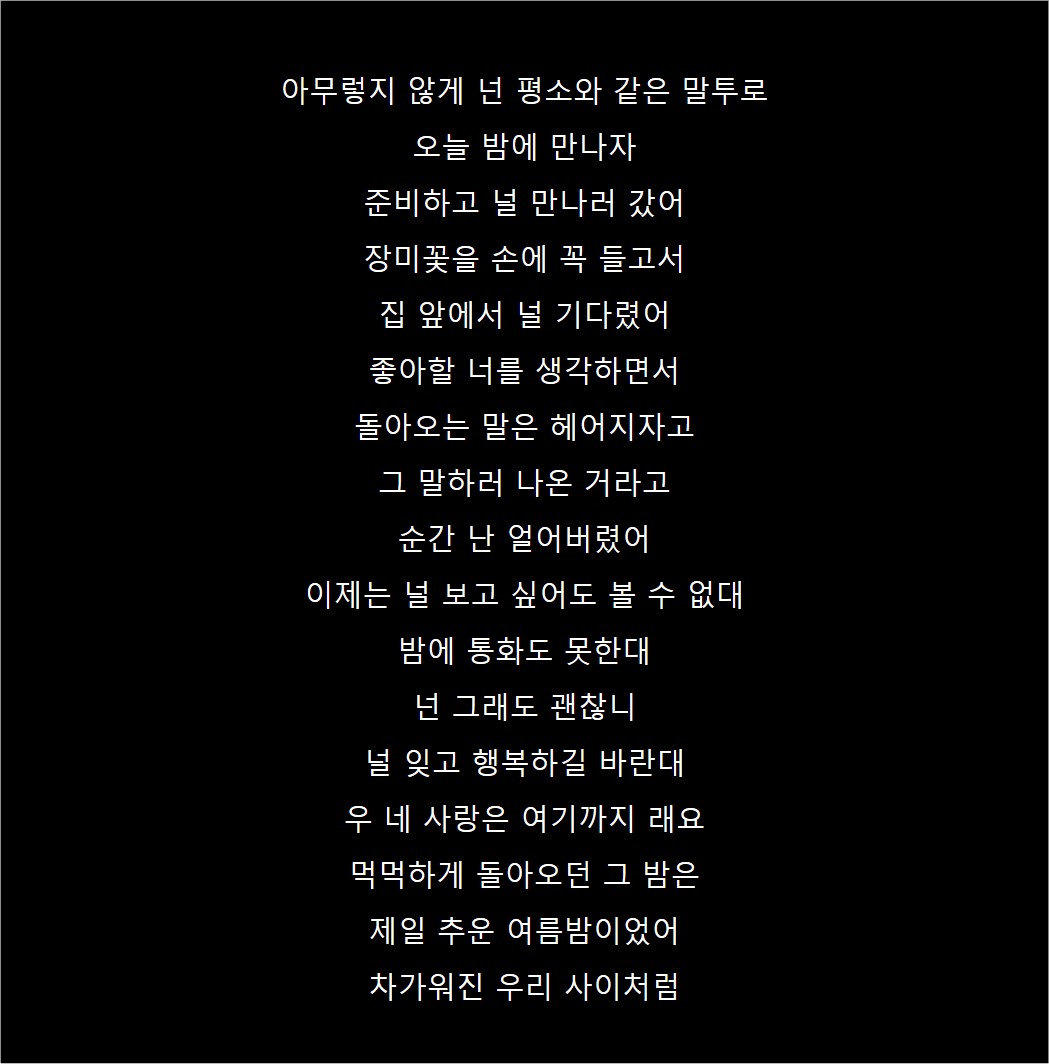 아무렇지 않게 넌 평소와 같은 말투로
오늘 밤에 만나자
준비하고 널 만나러 갔어
장미꽃을 손에 꼭 들고서
집 앞에서 널 기다렸어
좋아할 너를 생각하면서
돌아오는 말은 헤어지자고
그 말하러 나온 거라고
순간 난 얼어버렸어
이제는 널 보고 싶어도 볼 수 없대
밤에 통화도 못한대
넌 그래도 괜찮니
널 잊고 행복하길 바란대
우 네 사랑은 여기까지 래요
먹먹하게 돌아오던 그 밤은
제일 추운 여름밤이었어
차가워진 우리 사이처럼